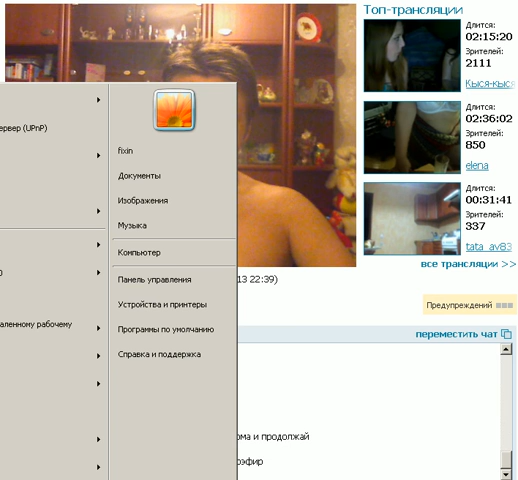 Топ-трансляции
Длится:
02:15:20
Зрителей:
2111
Кыся-кыс
Длится:
02:36:02
Зрителей:
850
elena
Длится:
00:31:41
Зрителей:
337
tata_av83
все трансляции >>
13 22:39)
Предупреждений
переместить чат
ома и продолжай
рэфир
ервер (UPnP)
аленному рабочему
fixin
Документы
Изображения
Музыка
Компьютер
Панель управления
Устройства и принтеры
Программы по умолчанию
Справка и поддержка